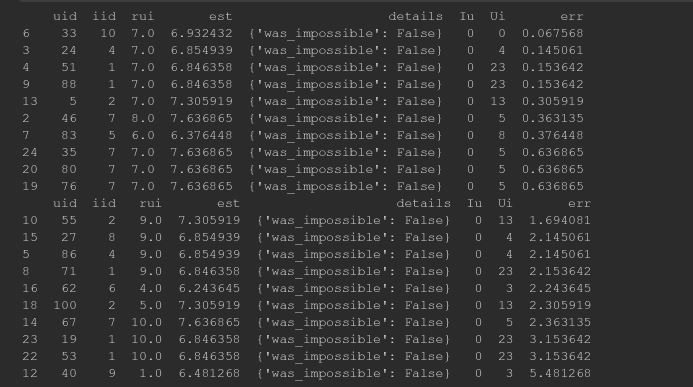 uid iid rui est details Iu Ui err
6 33 10 7.0 6.932432 {'was_impossible': False} 0 0 0.067568
3 24 4 7.0 6.854939 {'was_impossible': False} 0 4 0.145061
4 51 1 7.0 6.846358 {'was_impossible': False} 0 23 0.153642
9 88 1 7.0 6.846358 {'was_impossible': False} 0 23 0.153642
13 5 2 7.0 7.305919 {'was_impossible': False} 0 13 0.305919
2 46 7 8.0 7.636865 {'was_impossible': False} 0 5 0.363135
7 83 5 6.0 6.376448 {'was_impossible': False} 0 8 0.376448
24 35 7 7.0 7.636865 {'was_impossible': False} 0 5 0.636865
20 80 7 7.0 7.636865 {'was_impossible': False} 0 5 0.636865
19 76 7 7.0 7.636865 {'was_impossible': False} 0 5 0.636865
uid iid rui est details Iu Ui err
10 55 2 9.0 7.305919 {'was_impossible': False} 0 13 1.694081
15 27 8 9.0 6.854939 {'was_impossible': False} 0 4 2.145061
5 86 4 9.0 6.854939 {'was_impossible': False} 0 4 2.145061
8 71 1 9.0 6.846358 {'was_impossible': False} 0 23 2.153642
16 62 6 4.0 6.243645 {'was_impossible': False} 0 3 2.243645
18 100 2 5.0 7.305919 {'was_impossible': False} 0 13 2.305919
14 67 7 10.0 7.636865 {'was_impossible': False} 0 5 2.363135
23 19 1 10.0 6.846358 {'was_impossible': False} 0 23 3.153642
22 53 1 10.0 6.846358 {'was_impossible': False} 0 23 3.153642
12 40 9 1.0 6.481268 {'was_impossible': False} 0 3 5.481268